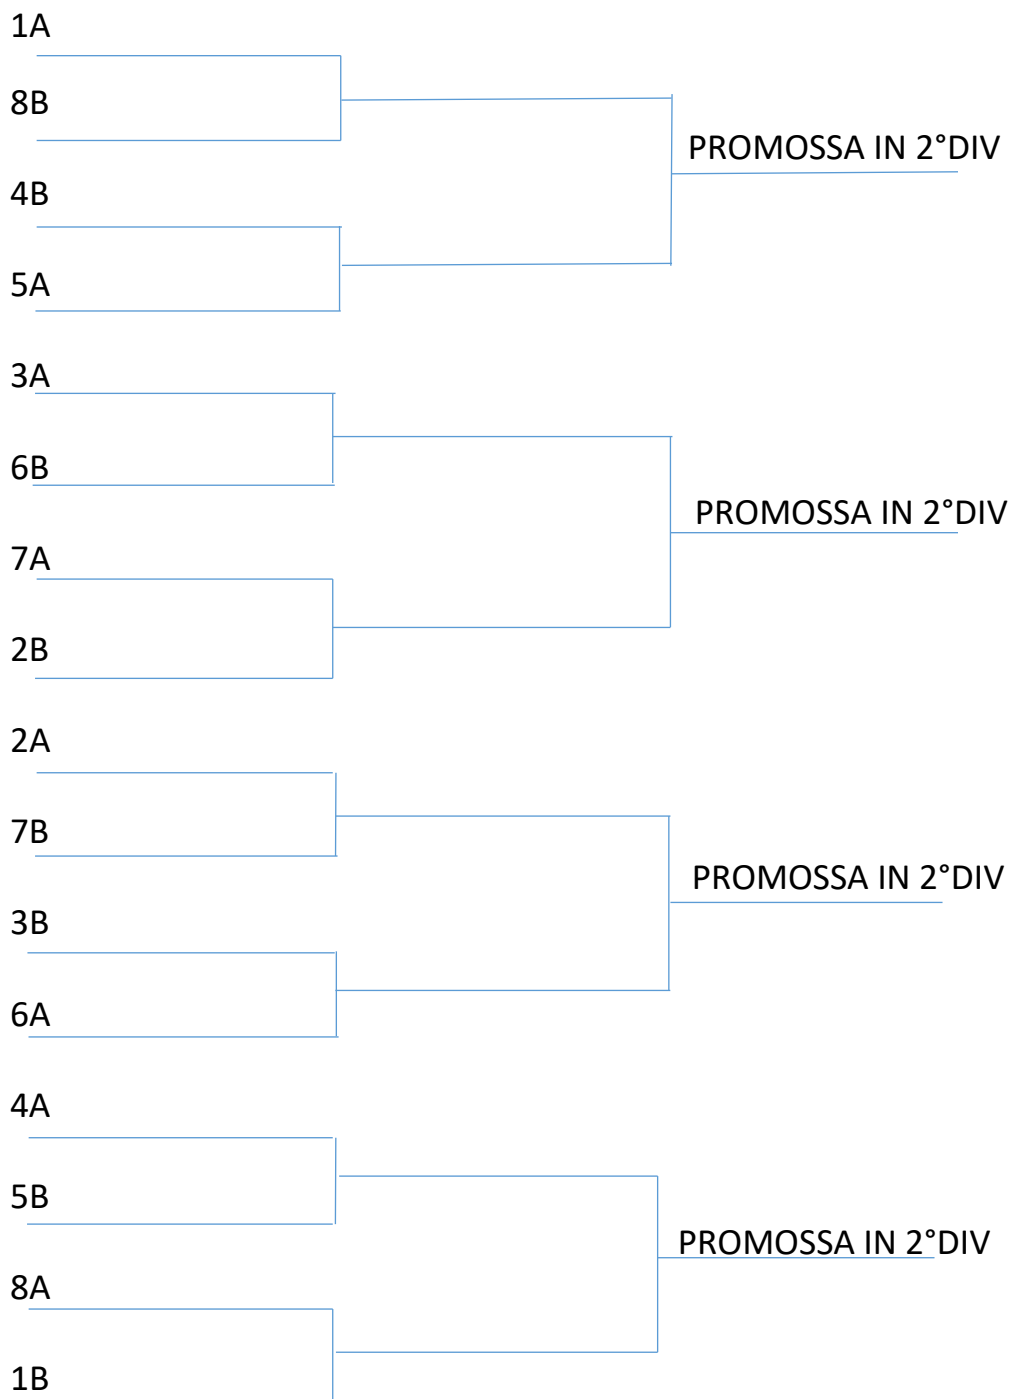 1A
8B
PROMOSSA IN 2°DIV
4B
5A
3A
6B
PROMOSSA IN 2°DIV
7A
2B
2A
7B
PROMOSSA IN 2°DIV
3B
6A
4A
5B
PROMOSSA IN 2°DIV
8A
1B